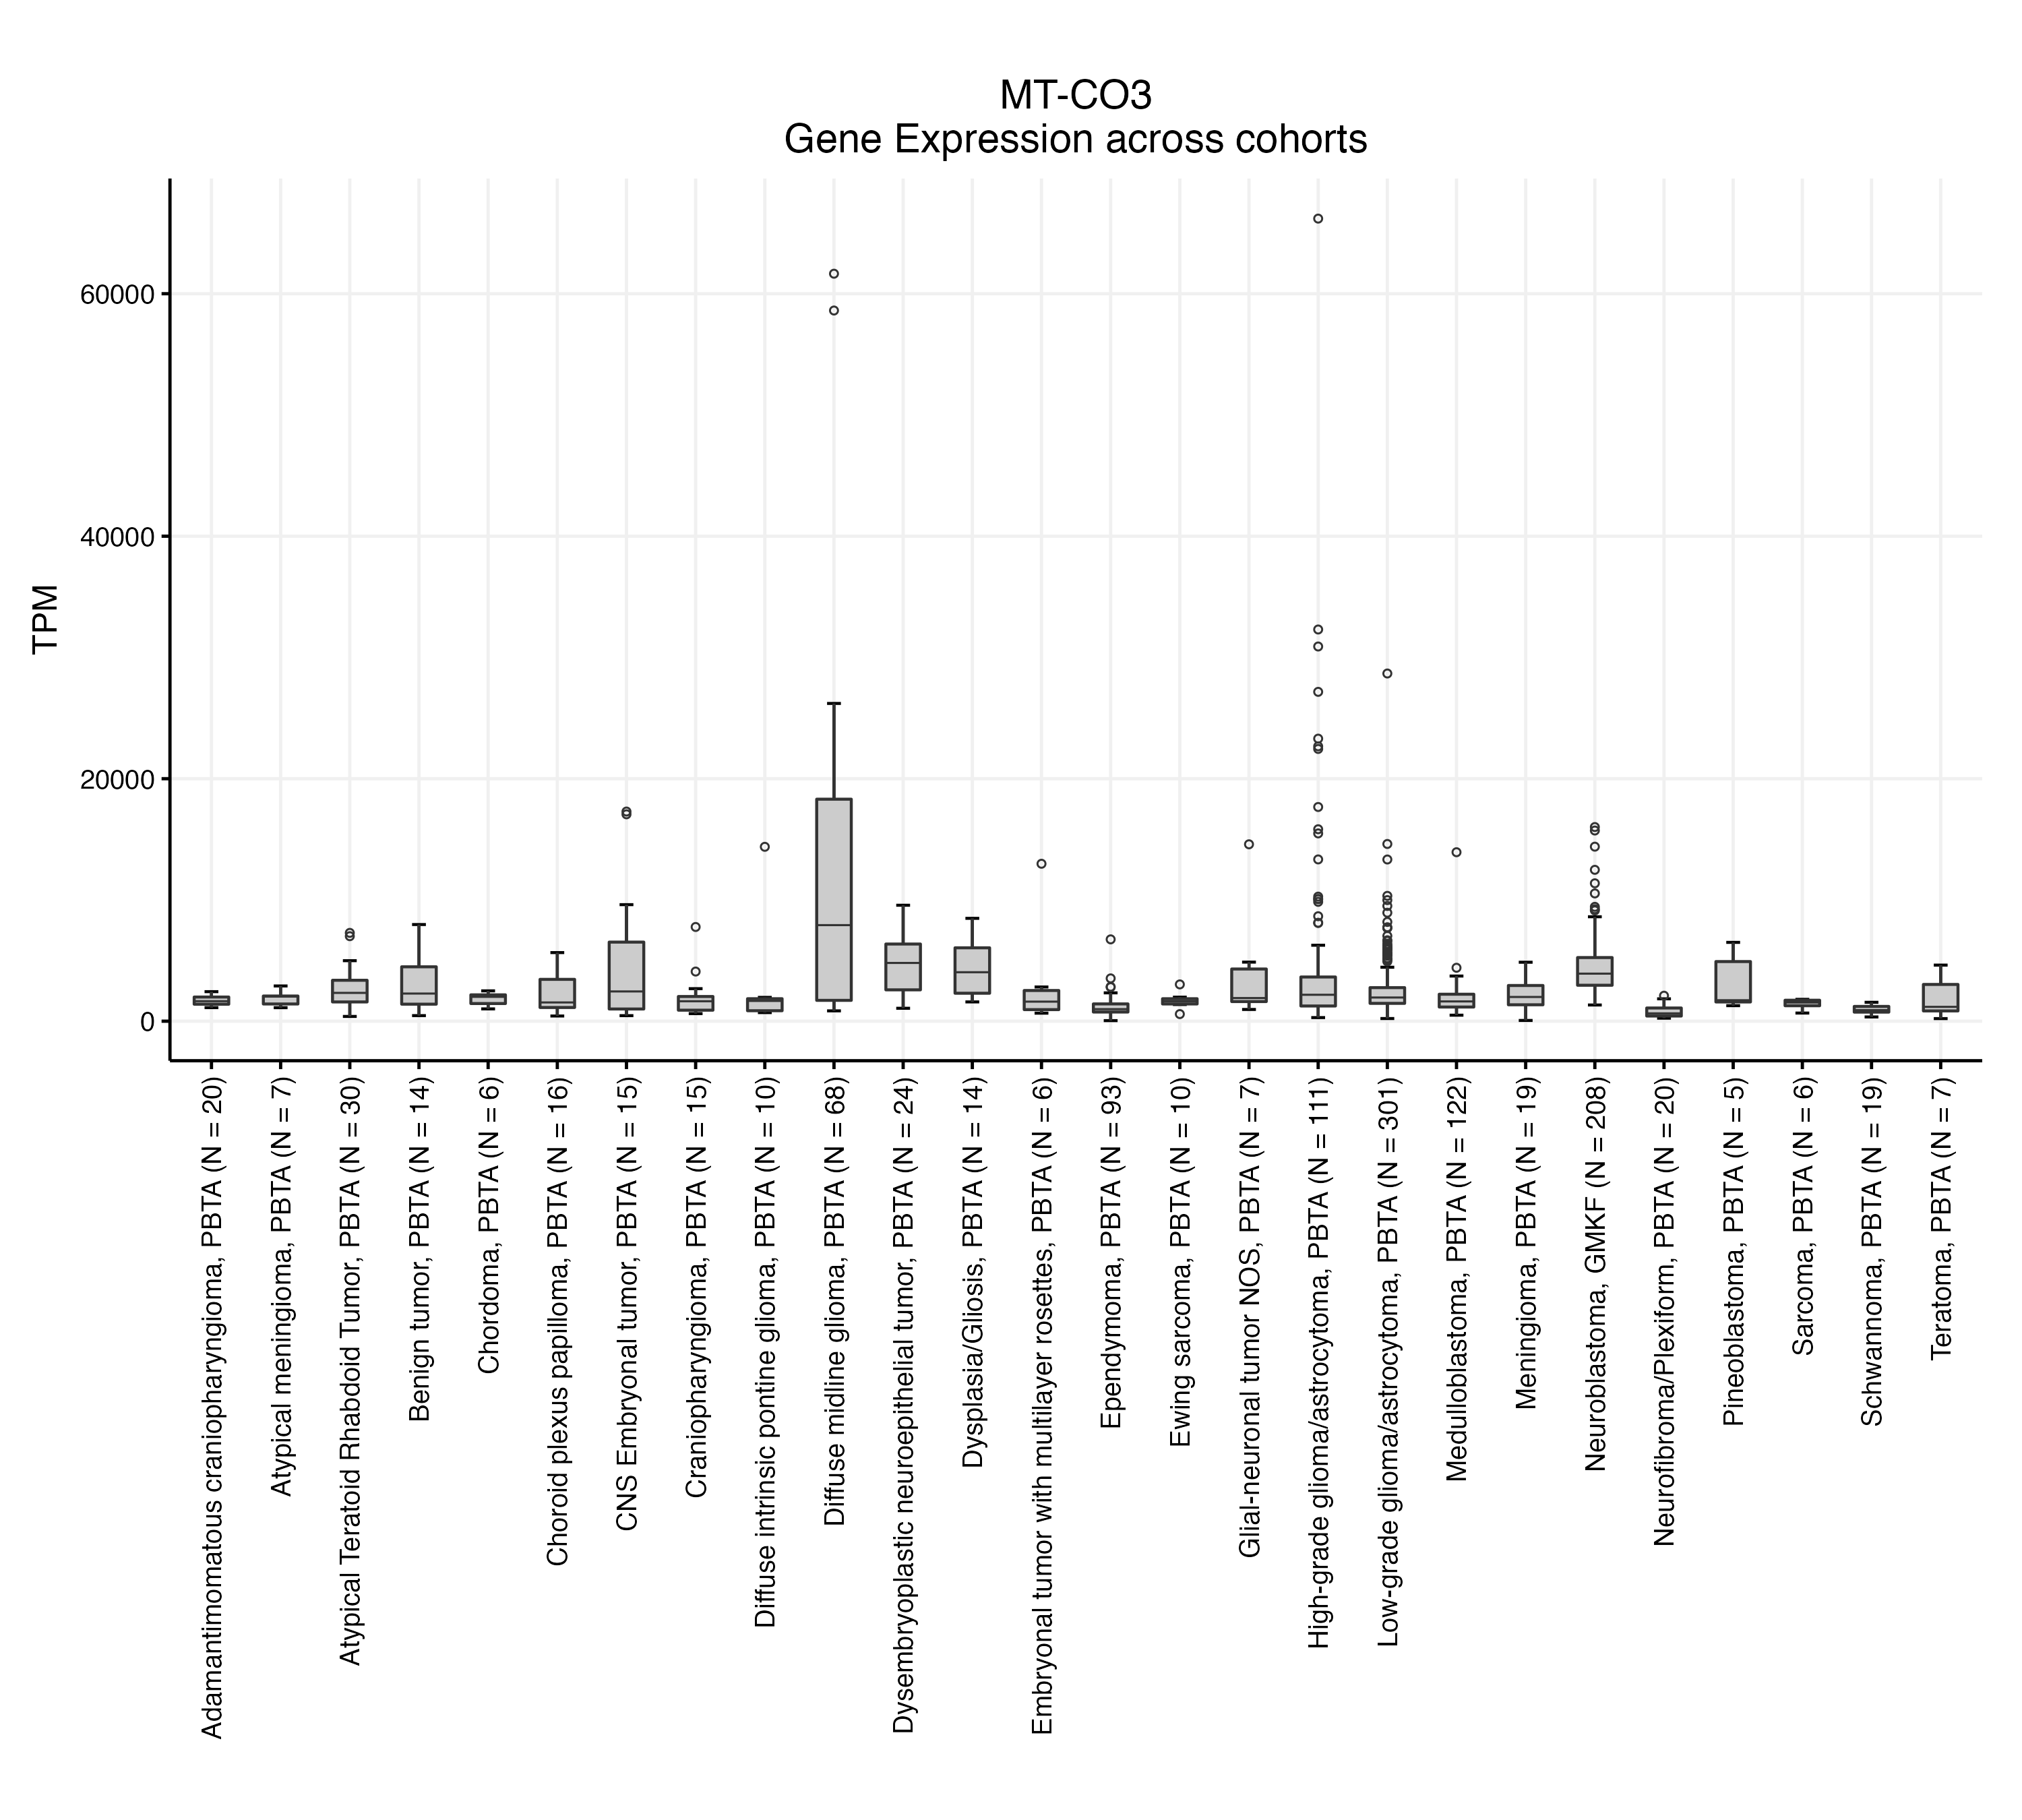 MT-CO3
Gene Expression across cohorts
TPM
60000
40000
20000
0
Adamantimomatous craniopharyngioma, PBTA (N = 20)
Atypical meningioma, PBTA (N = 7)
Atypical Teratoid Rhabdoid Tumor, PBTA (N = 30)
Benign tumor, PBTA (N = 14)
Chordoma, PBTA (N = 6)
Choroid plexus papilloma, PBTA (N = 16)
CNS Embryonal tumor, PBTA (N = 15)
Craniopharyngioma, PBTA (N = 15)
Diffuse intrinsic pontine glioma, PBTA (N = 10)
Diffuse midline glioma, PBTA (N = 68)
Dysembryoplastic neuroepithelial tumor, PBTA (N = 24)
Dysplasia/Gliosis, PBTA (N = 14)
Embryonal tumor with multilayer rosettes, PBTA (N = 6)
Ependymoma, PBTA (N = 93)
Ewing sarcoma, PBTA (N = 10)
Glial-neuronal tumor NOS, PBTA (N = 7)
High-grade glioma/astrocytoma, PBTA (N = 111)
Low-grade glioma/astrocytoma, PBTA (N = 301)
Medulloblastoma, PBTA (N = 122)
Meningioma, PBTA (N = 19)
Neuroblastoma, GMKF (N = 208)
Neurofibroma/Plexiform, PBTA (N = 20)
Pineoblastoma, PBTA (N = 5)
Sarcoma, PBTA (N = 6)
Schwannoma, PBTA (N = 19)
Teratoma, PBTA (N = 7)